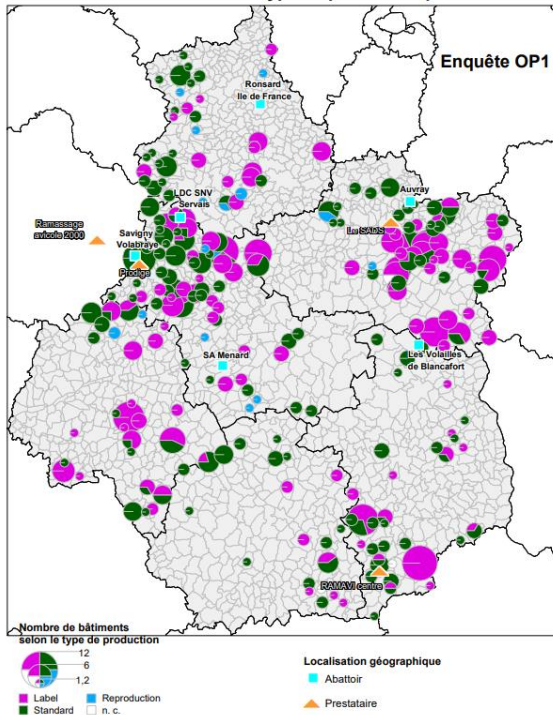 Enquête OP1
Ronsard
Ile de France
LDC SNV
Servais
Auvray
Ramassage
avicole 2000
Le SADS
Savigny
Volabraye
Prodige
SA Menard
Les Volailles
de Blancafort
RAMAVI centre
Nombre de bâtiments
selon le type de production
12
6
1,2
Label
Reproduction
Standard
n. c.
Localisation géographique
Abattoir
Prestataire